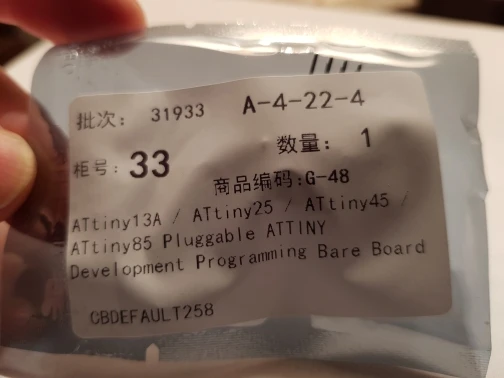 批次： 31933 A-4-22-4
数量： 1
柜号：33
商品编码:G-48
ATtiny13A / ATtiny25 / ATtiny45 /
ATtiny85 Pluggable ATTINY
Development Programming Bare Board
CBDEFAULT258